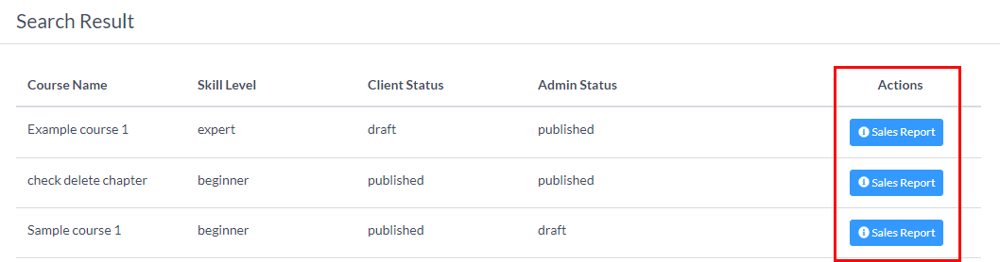 Search Result
Course Name Skill Level Client Status Admin Status Actions
Example course 1 expert draft published Sales Report
check delete chapter beginner published published Sales Report
Sample course 1 beginner published draft Sales Report